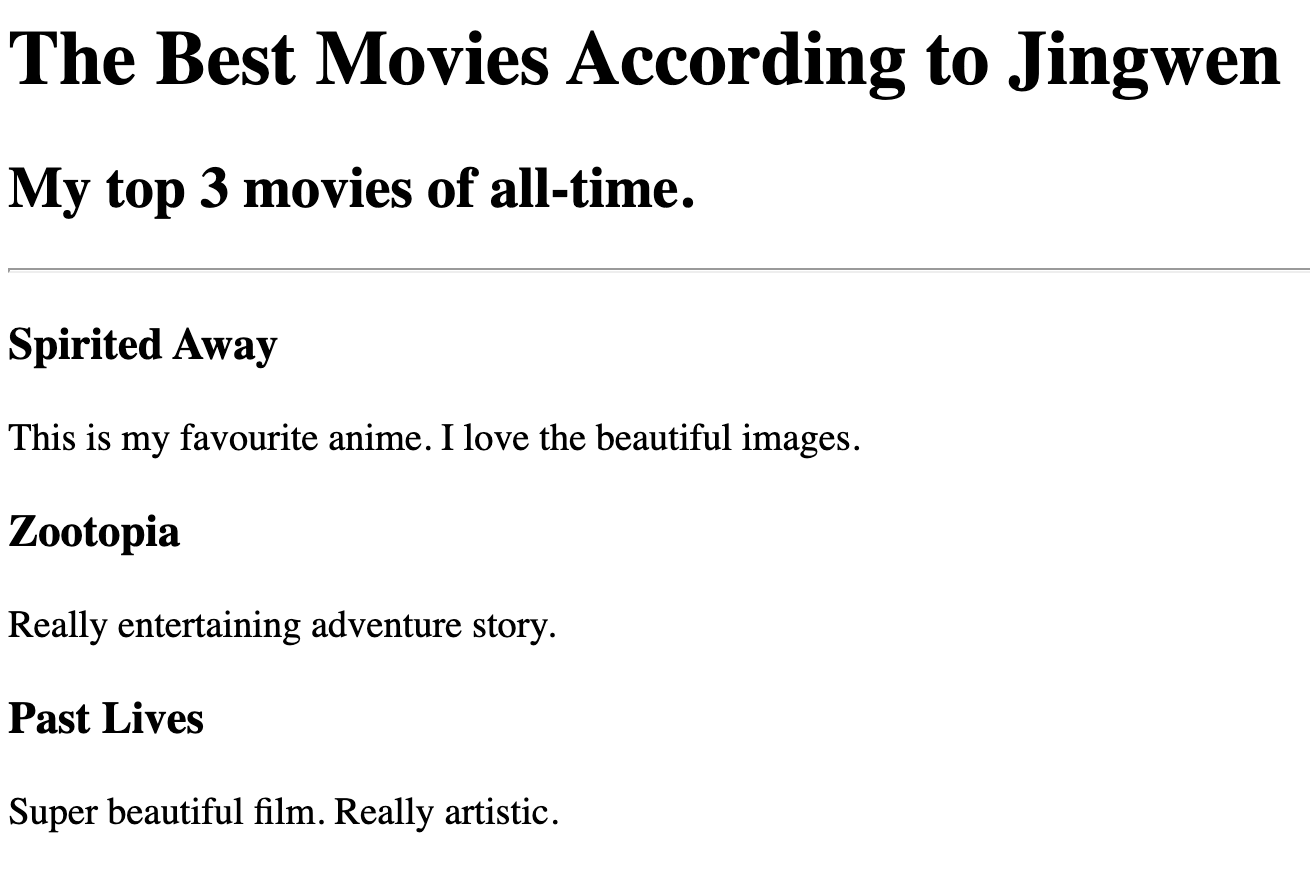 The Best Movies According to Jingwen
My top 3 movies of all-time.
Spirited Away
This is my favourite anime. I love the beautiful images.
Zootopia
Really entertaining adventure story.
Past Lives
Super beautiful film. Really artistic.